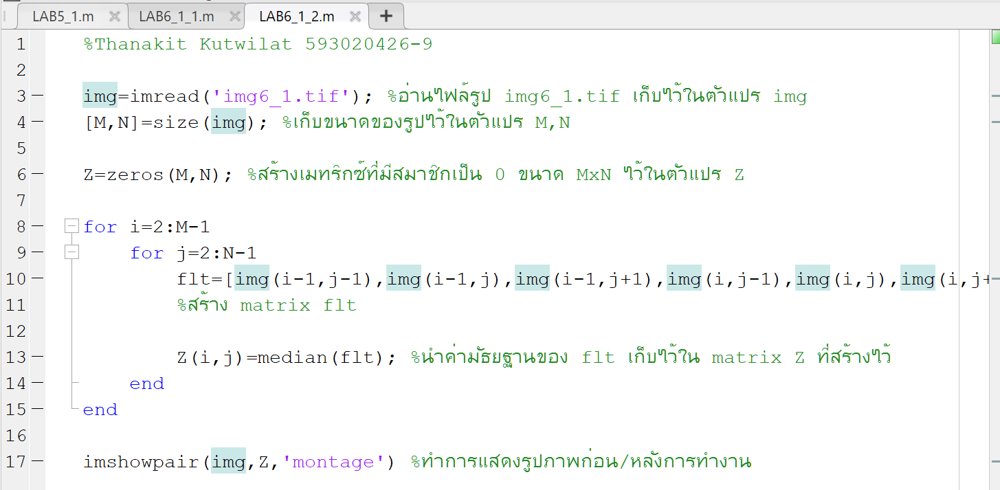 LAB5_1.m LAB6_1_1.m LAB6_1_2.m +
1 %Thanakit Kutwilat 593020426-9
2
3 img=imread('img6_1.tif'); %อ่านไฟล์รูป img6_1.tif เก็บไว้ในตัวแปร img
4 [M,N]=size(img); %เก็บขนาดของรูปไว้ในตัวแปร M,N
5
6 Z=zeros(M,N); %สร้างเมทริกซ์ที่มีสมาชิกเป็น 0 ขนาด MxN ไว้ในตัวแปร Z
7
8 for i=2:M-1
9 for j=2:N-1
10 flt=[img(i-1,j-1),img(i-1,j),img(i-1,j+1),img(i,j-1),img(i,j),img(i,j+
11 %สร้าง matrix flt
12
13 Z(i,j)=median(flt); %นำค่ามัธยฐานของ flt เก็บไว้ใน matrix Z ที่สร้างไว้
14 end
15 end
16
17 imshowpair(img,Z,'montage') %ทำการแสดงรูปภาพก่อน/หลังการทำงาน